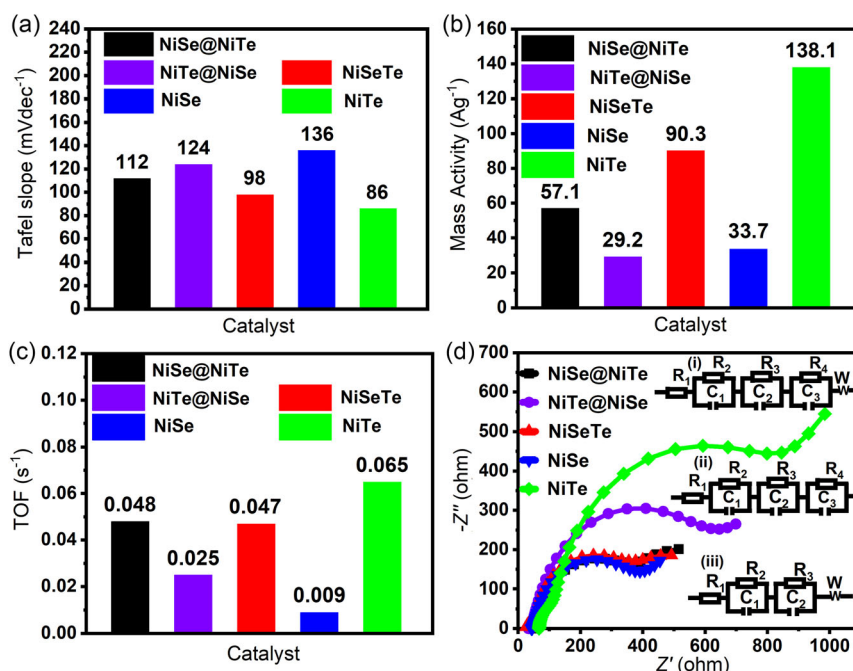 (a)
240
220
200
180
160
140
120
100
80
60
40
20
0
Tafel slope (mVdec⁻¹)
NiSe@NiTe
NiTe@NiSe
NiSeTe
NiSe
NiTe
112
124
98
136
86
Catalyst
(b)
160
140
120
100
80
60
40
20
0
Mass Activity (Ag⁻¹)
NiSe@NiTe
NiTe@NiSe
NiSeTe
NiSe
NiTe
57.1
29.2
90.3
33.7
138.1
Catalyst
(c)
0.12
0.10
0.08
0.06
0.04
0.02
0.00
TOF (s⁻¹)
NiSe@NiTe
NiTe@NiSe
NiSeTe
NiSe
NiTe
0.048
0.025
0.047
0.009
0.065
Catalyst
(d)
700
600
500
400
300
200
100
0
-Z″ (ohm)
NiSe@NiTe
NiTe@NiSe
NiSeTe
NiSe
NiTe
(i)
R₁ R₂ R₃ R₄ W
C₁ C₂ C₃
(ii)
R₁ R₂ R₃ R₄
C₁ C₂ C₃
(iii)
R₁ R₂ R₃ W
C₁ C₂
0 200 400 600 800 1000
Z′ (ohm)